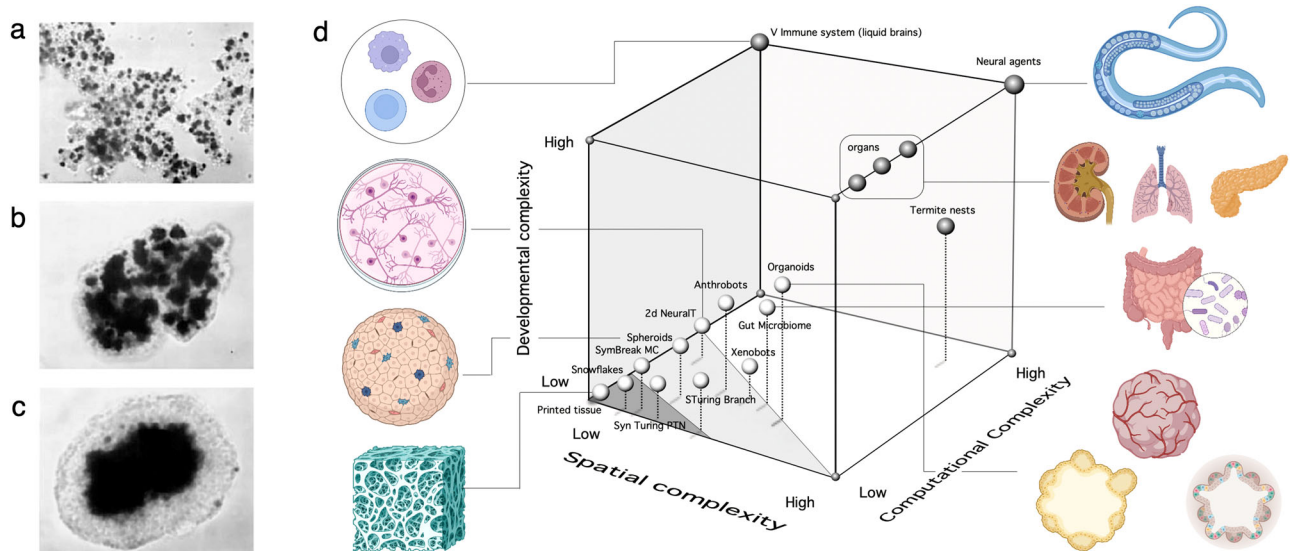 a
b
c
d
V Immune system (liquid brains)
Neural agents
High
organs
Developmental complexity
Termite nests
Organoids
Anthrobots
2d NeuralT
Gut Microbiome
Spheroids
SymBreak MC
Xenobots
Snowflakes
Low
High
Printed tissue
STuring Branch
Low
Syn Turing PTN
Spatial complexity
High
Low
Computational Complexity